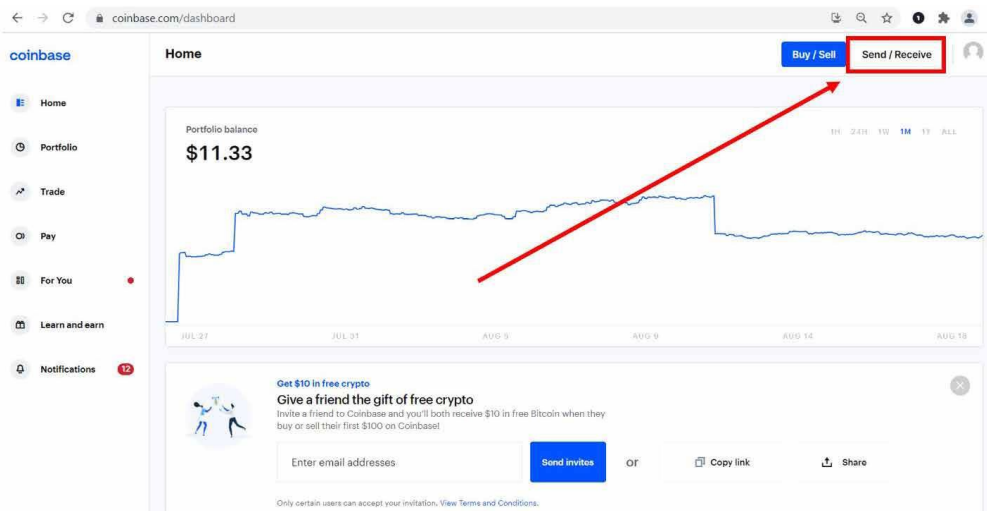 coinbase.com/dashboard
coinbase
Home
Buy / Sell
Send / Receive
Home
Portfolio
Trade
Pay
For You
Learn and earn
Notifications
12
Portfolio balance
$11.33
1H 24H 1W 1M 1Y ALL
JUL 27 JUL 31 AUG 5 AUG 9 AUG 14 AUG 18
Get $10 in free crypto
Give a friend the gift of free crypto
Invite a friend to Coinbase and you'll both receive $10 in free Bitcoin when they
buy or sell their first $100 on Coinbase!
Enter email addresses
Send invites
or
Copy link
Share
Only certain users can accept your invitation. View Terms and Conditions.